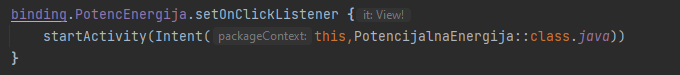 binding.PotencEnergija.setOnClickListener { it: View!
startActivity(Intent( packageContext: this,PotencijalnaEnergija::class.java))
}